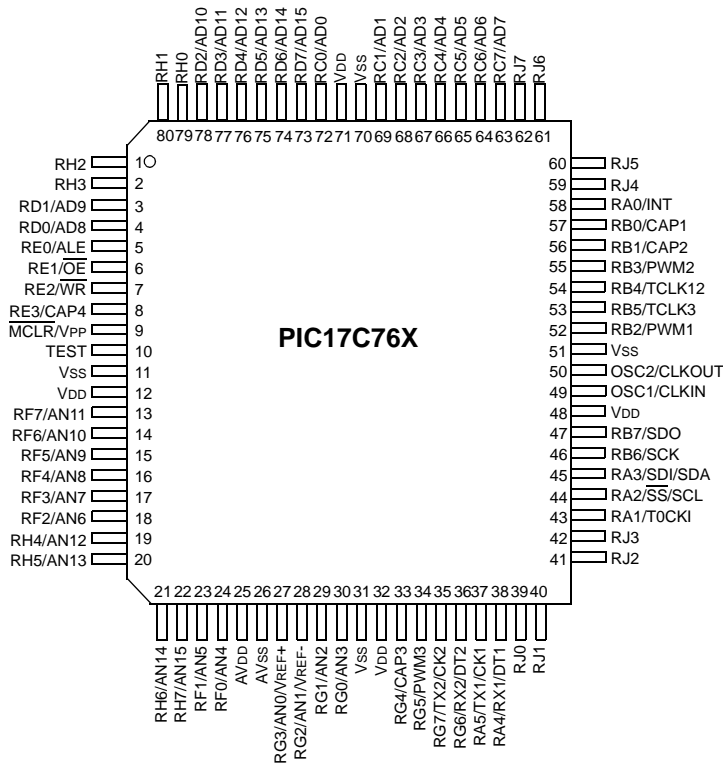 RH1
RH0
RD2/AD10
RD3/AD11
RD4/AD12
RD5/AD13
RD6/AD14
RD7/AD15
RC0/AD0
VDD
VSS
RC1/AD1
RC2/AD2
RC3/AD3
RC4/AD4
RC5/AD5
RC6/AD6
RC7/AD7
RJ7
RJ6
80 79 78 77 76 75 74 73 72 71 70 69 68 67 66 65 64 63 62 61
RH2 1
RH3 2
RD1/AD9 3
RD0/AD8 4
RE0/ALE 5
RE1/OE 6
RE2/WR 7
RE3/CAP4 8
MCLR/VPP 9
TEST 10
VSS 11
VDD 12
RF7/AN11 13
RF6/AN10 14
RF5/AN9 15
RF4/AN8 16
RF3/AN7 17
RF2/AN6 18
RH4/AN12 19
RH5/AN13 20
PIC17C76X
60 RJ5
59 RJ4
58 RA0/INT
57 RB0/CAP1
56 RB1/CAP2
55 RB3/PWM2
54 RB4/TCLK12
53 RB5/TCLK3
52 RB2/PWM1
51 VSS
50 OSC2/CLKOUT
49 OSC1/CLKIN
48 VDD
47 RB7/SDO
46 RB6/SCK
45 RA3/SDI/SDA
44 RA2/SS/SCL
43 RA1/T0CKI
42 RJ3
41 RJ2
21 22 23 24 25 26 27 28 29 30 31 32 33 34 35 36 37 38 39 40
RH6/AN14
RH7/AN15
RF1/AN5
RF0/AN4
AVDD
AVSS
RG3/AN0/VREF+
RG2/AN1/VREF-
RG1/AN2
RG0/AN3
VSS
VDD
RG4/CAP3
RG5/PWM3
RG7/TX2/CK2
RG6/RX2/DT2
RA5/TX1/CK1
RA4/RX1/DT1
RJ0
RJ1